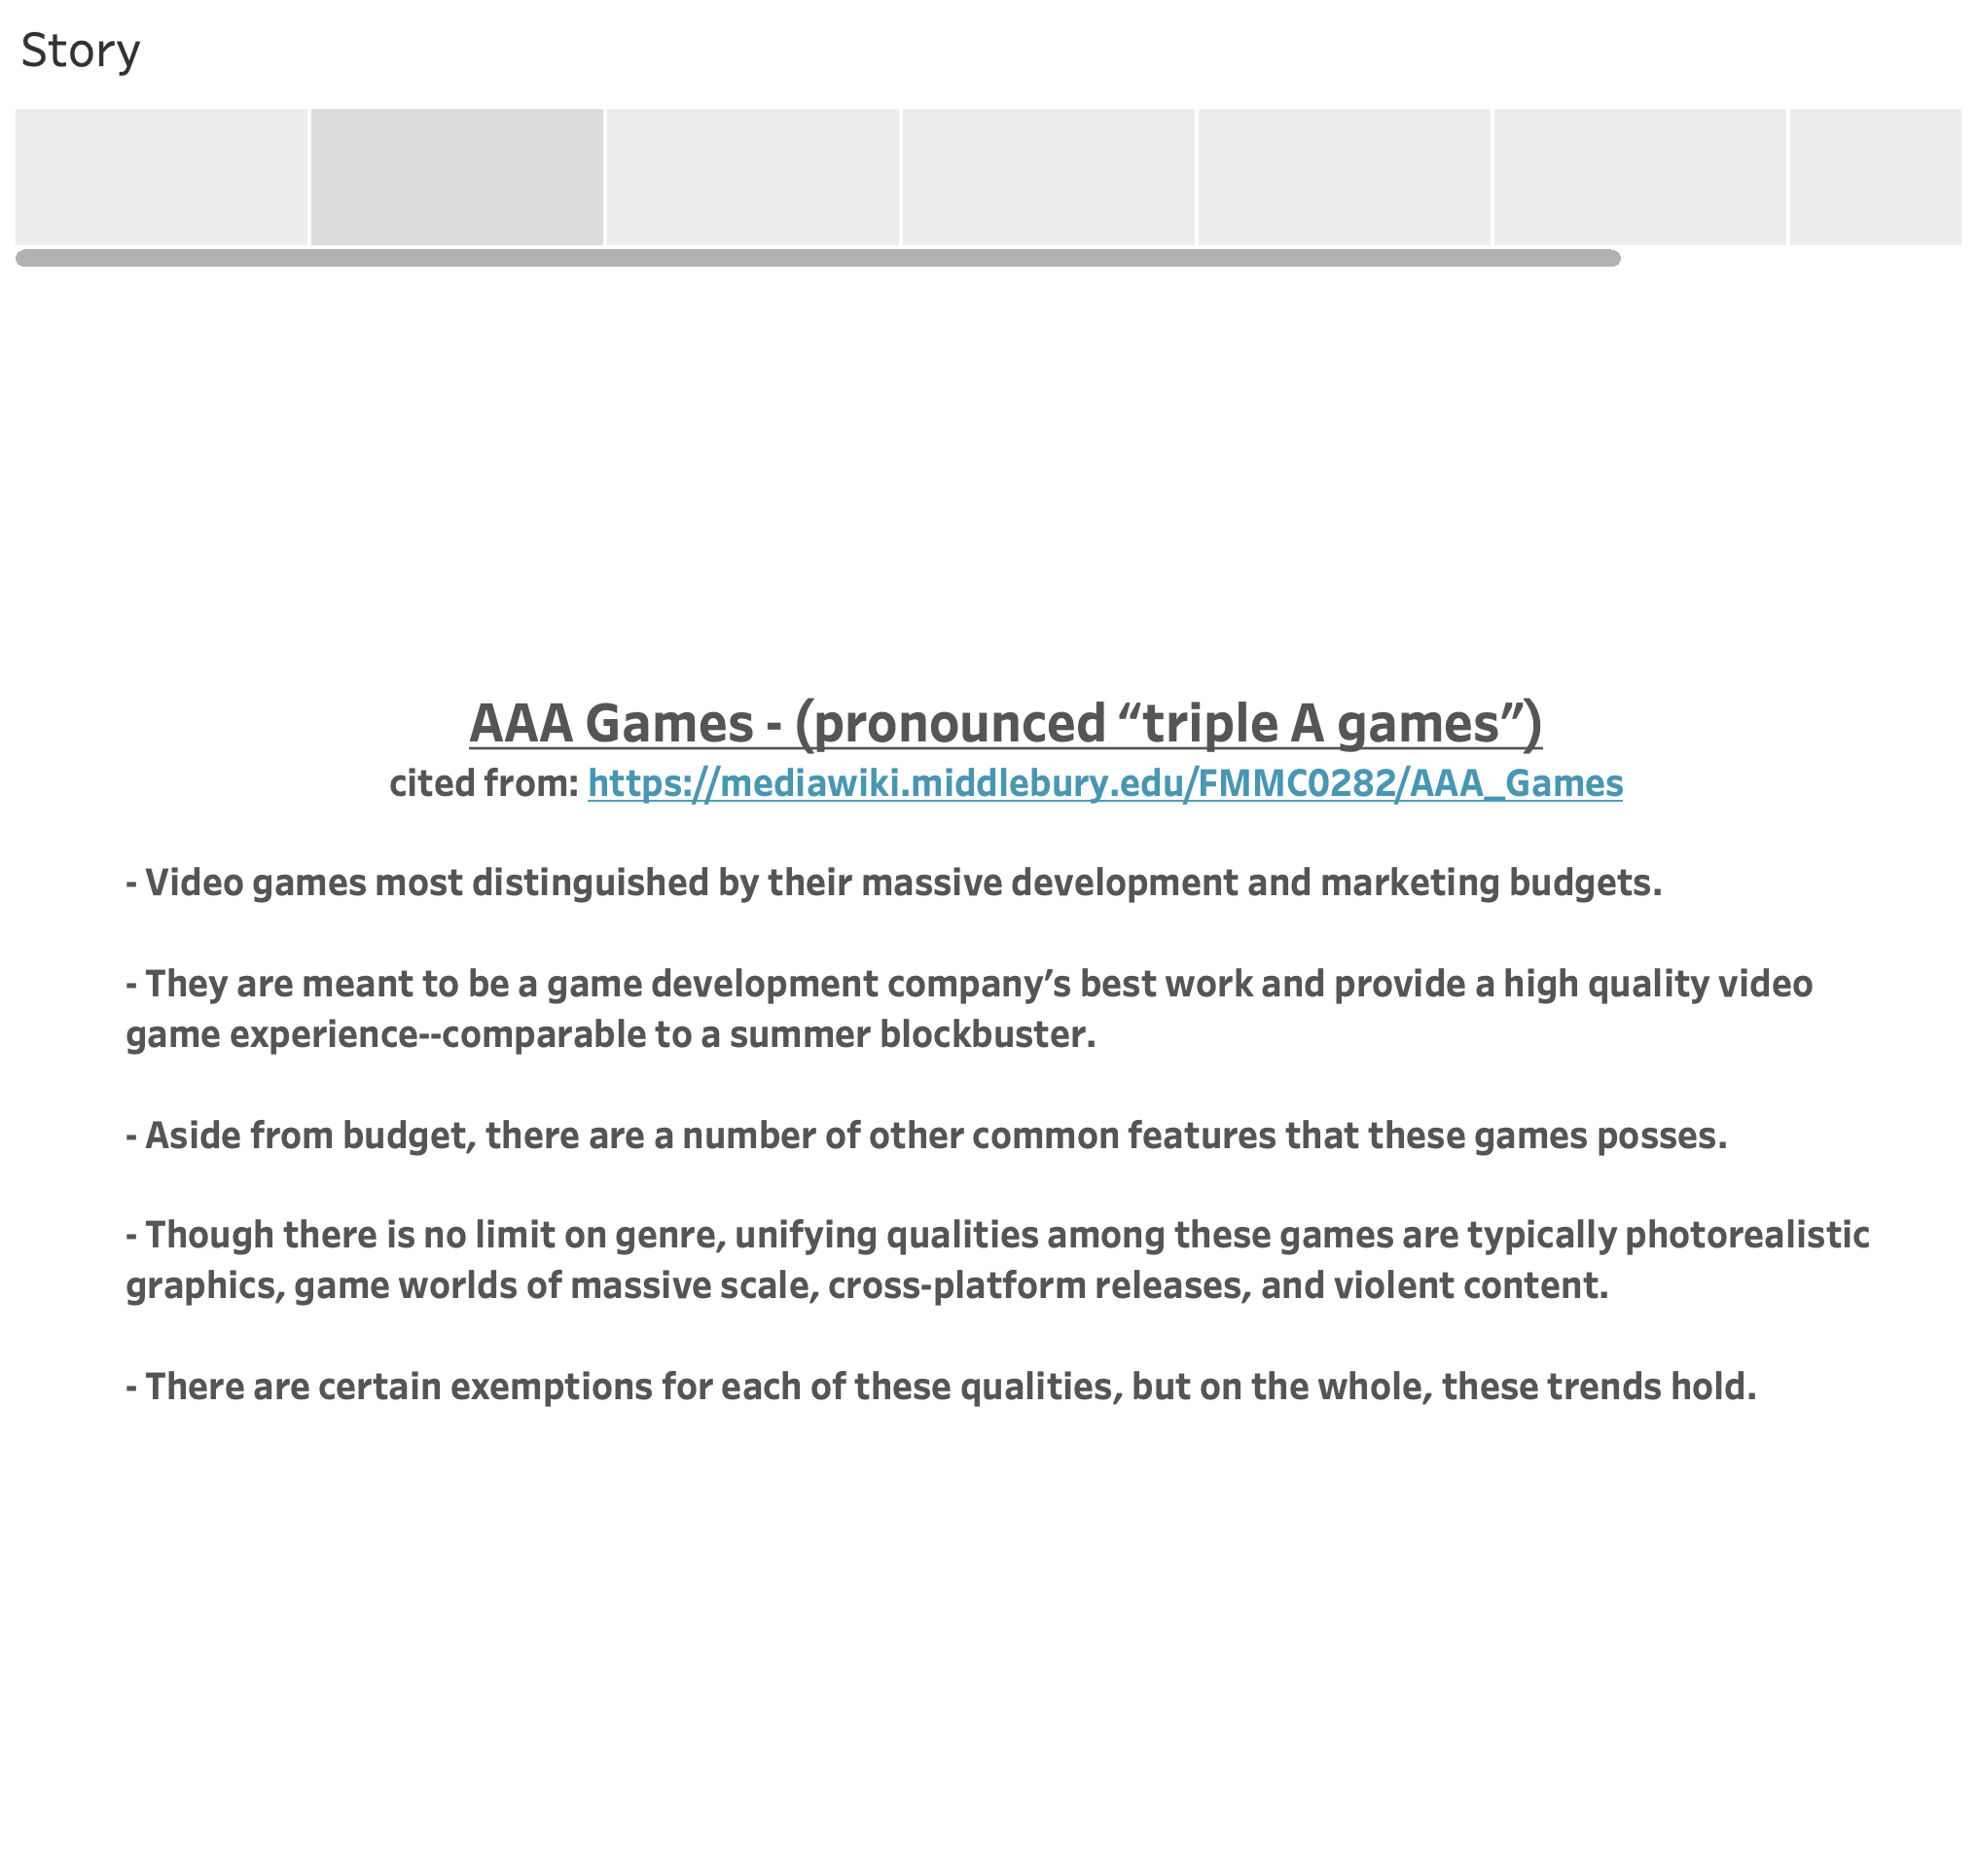 Story
AAA Games - (pronounced “triple A games”)
cited from: https://mediawiki.middlebury.edu/FMMC0282/AAA_Games
- Video games most distinguished by their massive development and marketing budgets.
- They are meant to be a game development company’s best work and provide a high quality video
game experience--comparable to a summer blockbuster.
- Aside from budget, there are a number of other common features that these games posses.
- Though there is no limit on genre, unifying qualities among these games are typically photorealistic
graphics, game worlds of massive scale, cross-platform releases, and violent content.
- There are certain exemptions for each of these qualities, but on the whole, these trends hold.